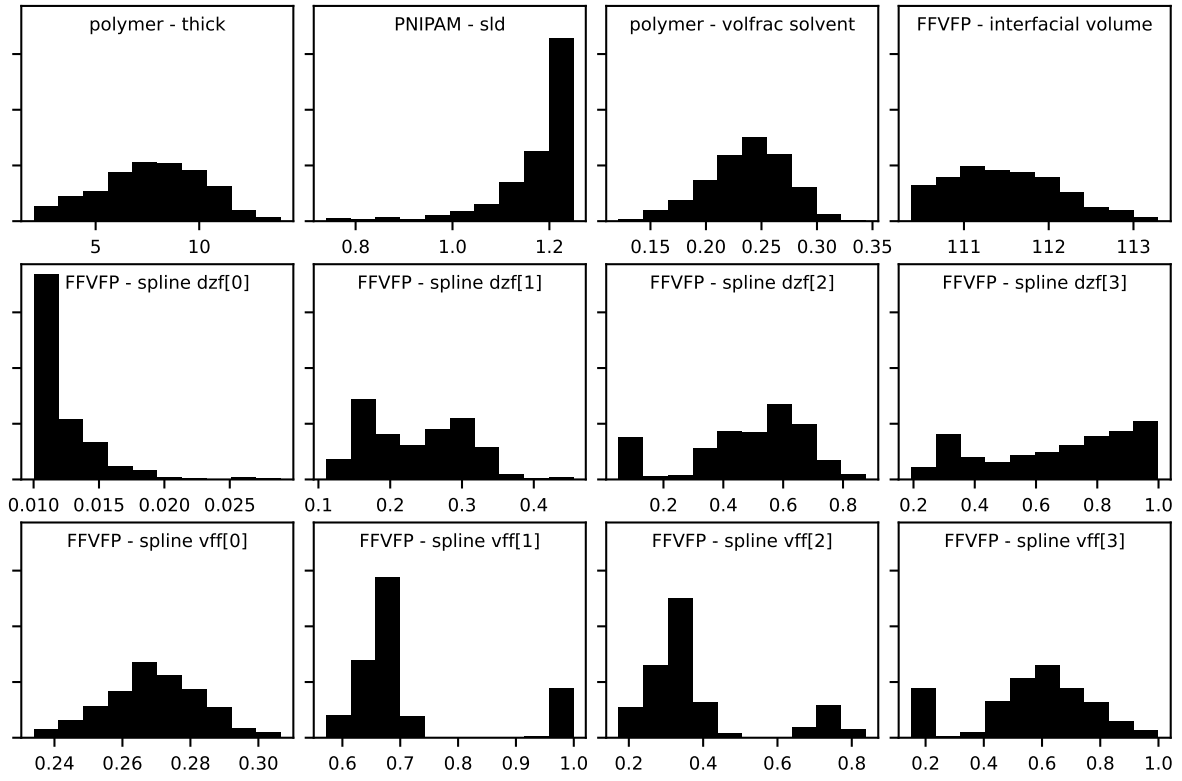 polymer - thick
PNIPAM - sld
polymer - volfrac solvent
FFVFP - interfacial volume
5 10
0.8 1.0 1.2
0.15 0.20 0.25 0.30 0.35
111 112 113
FFVFP - spline dzf[0]
FFVFP - spline dzf[1]
FFVFP - spline dzf[2]
FFVFP - spline dzf[3]
0.010 0.015 0.020 0.025
0.1 0.2 0.3 0.4
0.2 0.4 0.6 0.8
0.2 0.4 0.6 0.8 1.0
FFVFP - spline vff[0]
FFVFP - spline vff[1]
FFVFP - spline vff[2]
FFVFP - spline vff[3]
0.24 0.26 0.28 0.30
0.6 0.7 0.8 0.9 1.0
0.2 0.4 0.6 0.8
0.2 0.4 0.6 0.8 1.0